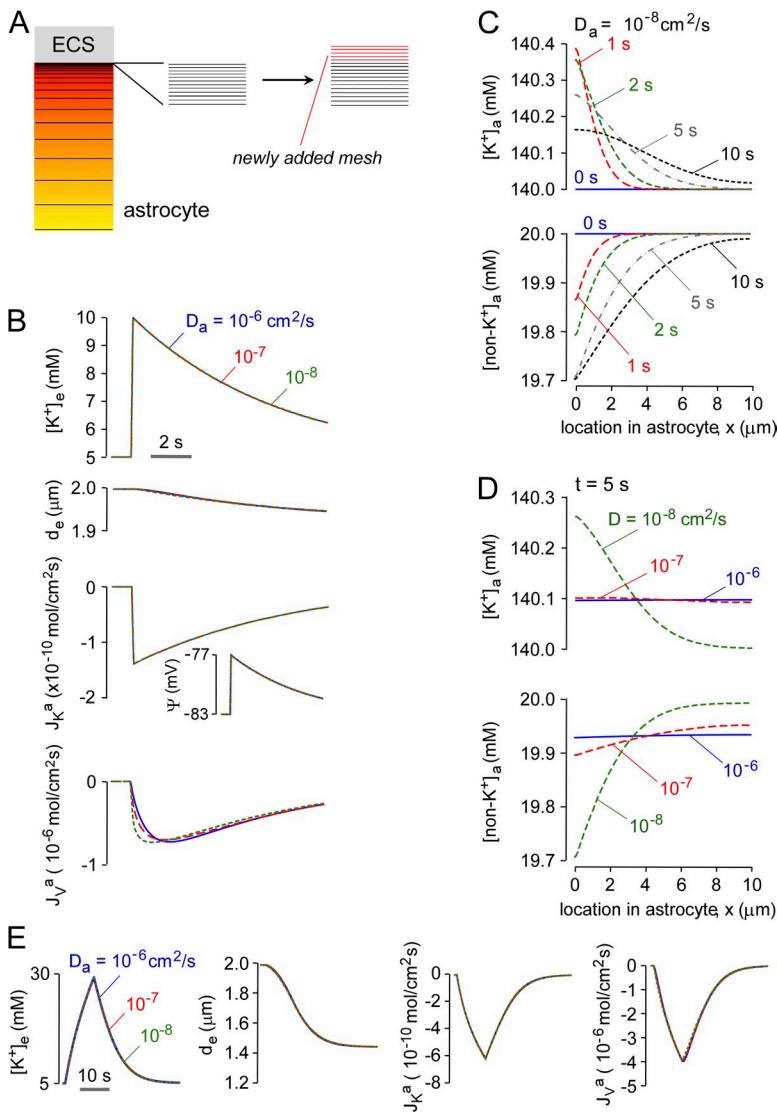 A
ECS
newly added mesh
astrocyte
B
10
9
8
7
6
5
[K+]e (mM)
Da = 10-6 cm2/s
10-7
10-8
2 s
2.0
1.9
de (μm)
0
-1
-2
JKa (x10-10 mol/cm2s)
-77
-83
Ψ (mV)
0
-1
JVa ( 10-6 mol/cm2s)
C
Da = 10-8 cm2/s
140.4
140.3
140.2
140.1
140.0
[K+]a (mM)
1 s
2 s
5 s
10 s
0 s
20.0
19.9
19.8
19.7
[non-K+]a (mM)
0 s
10 s
5 s
2 s
1 s
0 2 4 6 8 10
location in astrocyte, x (μm)
D
t = 5 s
140.3
140.2
140.1
140.0
[K+]a (mM)
D = 10-8 cm2/s
10-7
10-6
20.0
19.9
19.8
19.7
[non-K+]a (mM)
10-6
10-7
10-8
0 2 4 6 8 10
location in astrocyte, x (μm)
E
Da = 10-6 cm2/s
30
5
[K+]e (mM)
10-7
10-8
10 s
2.0
1.8
1.6
1.4
1.2
de (μm)
0
-2
-4
-6
-8
JKa ( 10-10 mol/cm2s)
0
-1
-2
-3
-4
-5
JVa ( 10-6 mol/cm2s)